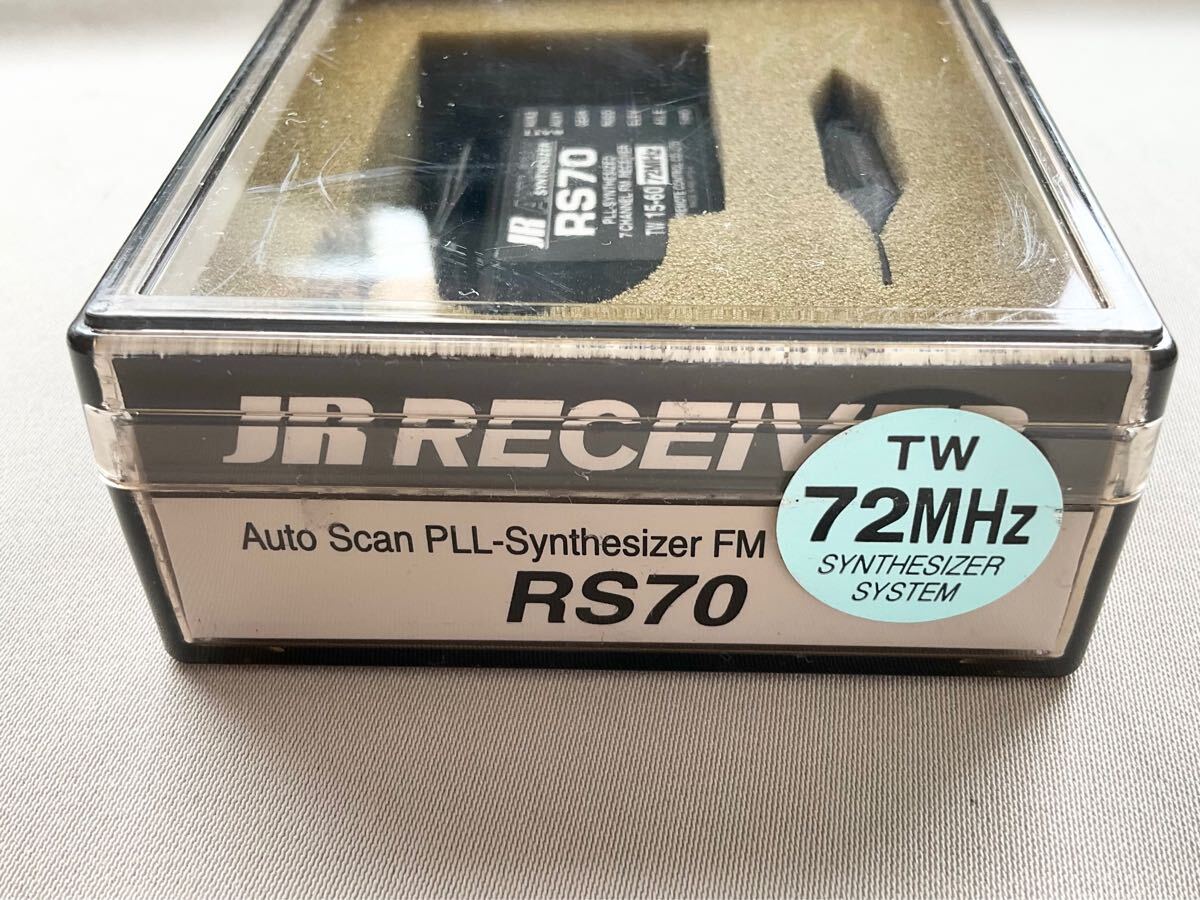 JR
SYNTHESIZER
RS70
PLL-SYNTHESIZED
7 CHANNEL FM RECEIVER
TW 15-60 72MHz
JR RECEIVER
Auto Scan PLL-Synthesizer FM
RS70
TW
72MHz
SYNTHESIZER
SYSTEM